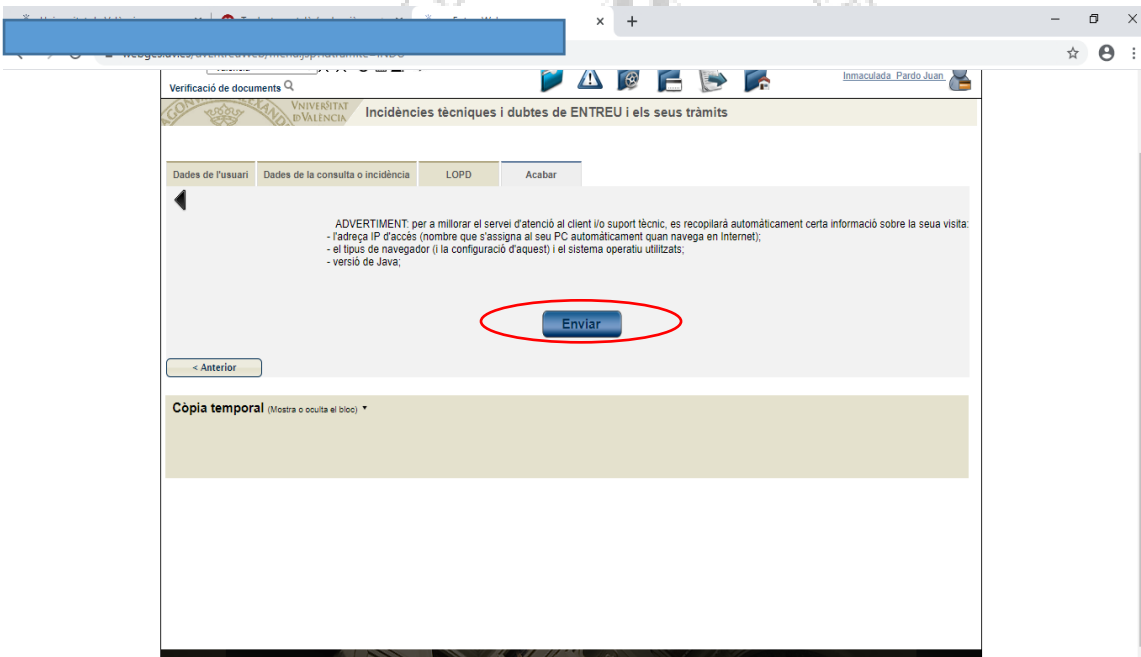 Verificació de documents
Inmaculada Pardo Juan
VNIVERSITAT
D VALÈNCIA
Incidències tècniques i dubtes de ENTREU i els seus tràmits
Dades de l'usuari Dades de la consulta o incidència LOPD Acabar
ADVERTIMENT: per a millorar el servei d'atenció al client i/o suport tècnic, es recopilarà automàticament certa informació sobre la seua visita:
- l'adreça IP d'accés (nombre que s'assigna al seu PC automàticament quan navega en Internet);
- el tipus de navegador (i la configuració d'aquest) i el sistema operatiu utilitzats;
- versió de Java;
Enviar
< Anterior
Còpia temporal (Mostra o oculta el bloc)